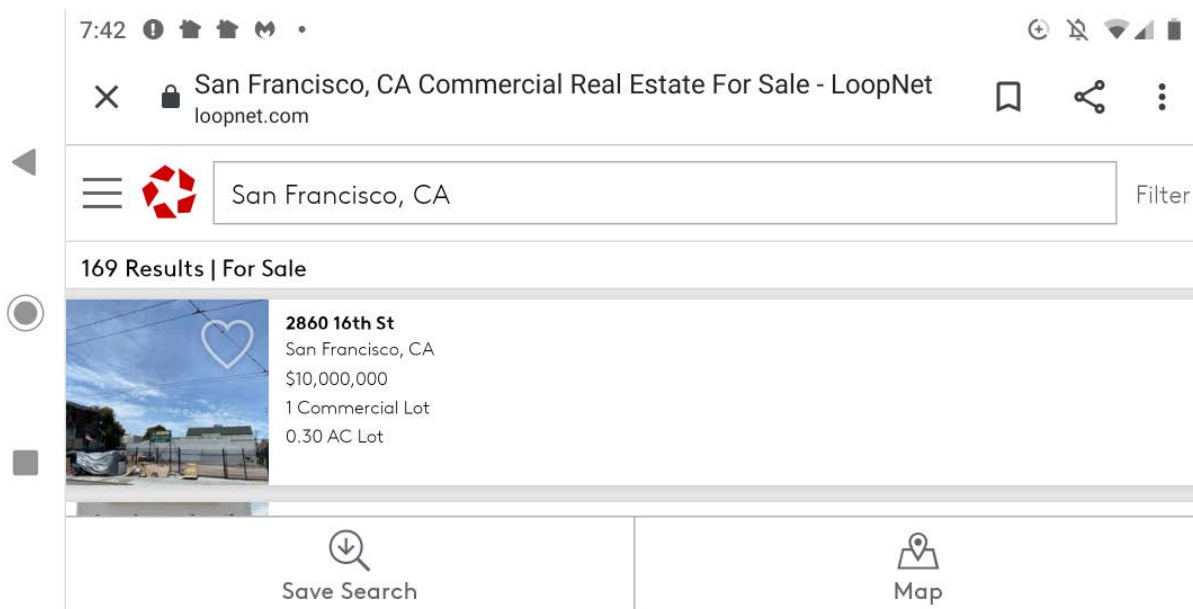 7:42
San Francisco, CA Commercial Real Estate For Sale - LoopNet
loopnet.com
San Francisco, CA
Filter
169 Results | For Sale
2860 16th St
San Francisco, CA
$10,000,000
1 Commercial Lot
0.30 AC Lot
Save Search
Map